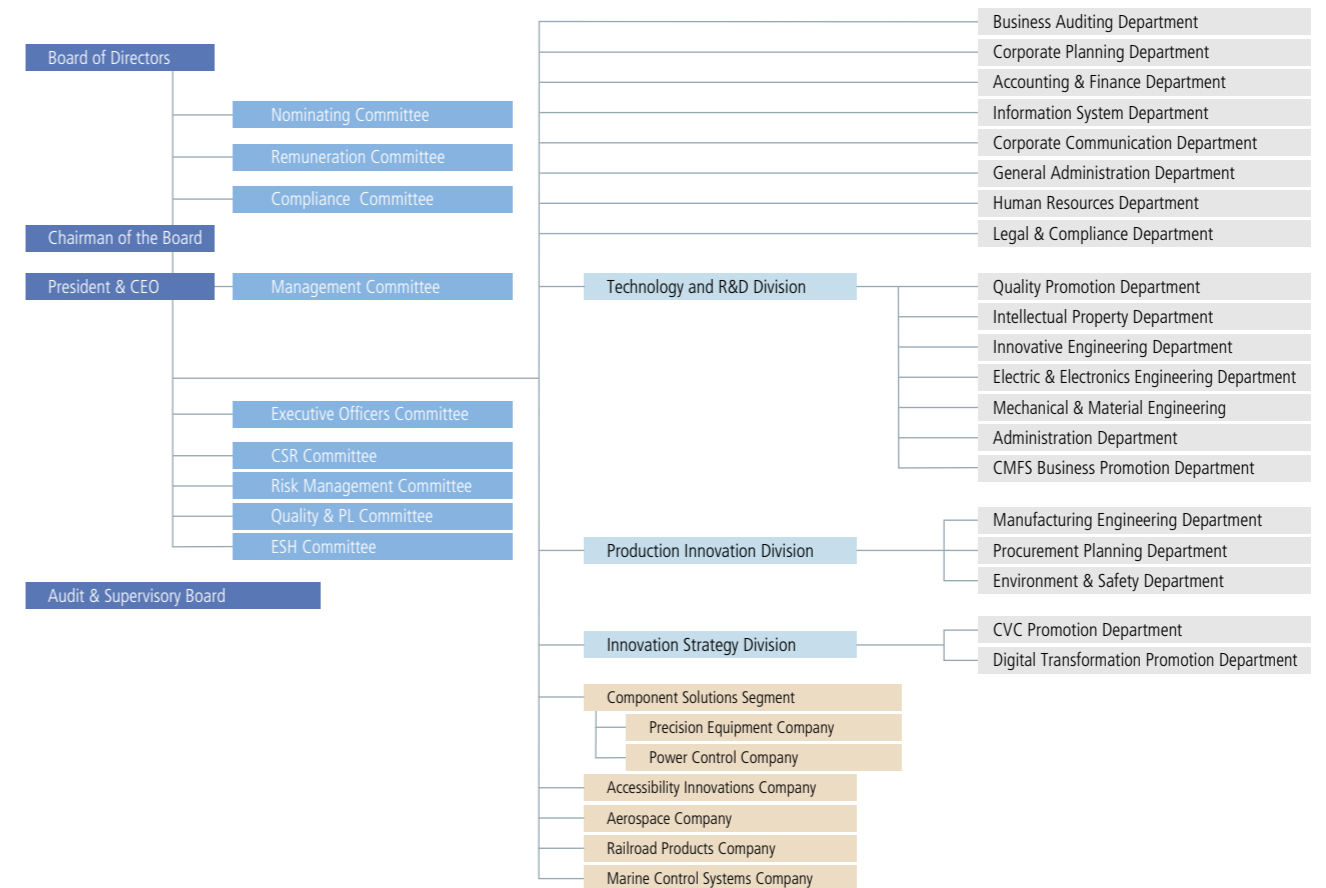 Board of Directors
Nominating Committee
Remuneration Committee
Compliance Committee
Chairman of the Board
President & CEO
Management Committee
Executive Officers Committee
CSR Committee
Risk Management Committee
Quality & PL Committee
ESH Committee
Audit & Supervisory Board
Business Auditing Department
Corporate Planning Department
Accounting & Finance Department
Information System Department
Corporate Communication Department
General Administration Department
Human Resources Department
Legal & Compliance Department
Technology and R&D Division
Quality Promotion Department
Intellectual Property Department
Innovative Engineering Department
Electric & Electronics Engineering Department
Mechanical & Material Engineering
Administration Department
CMFS Business Promotion Department
Production Innovation Division
Manufacturing Engineering Department
Procurement Planning Department
Environment & Safety Department
Innovation Strategy Division
CVC Promotion Department
Digital Transformation Promotion Department
Component Solutions Segment
Precision Equipment Company
Power Control Company
Accessibility Innovations Company
Aerospace Company
Railroad Products Company
Marine Control Systems Company